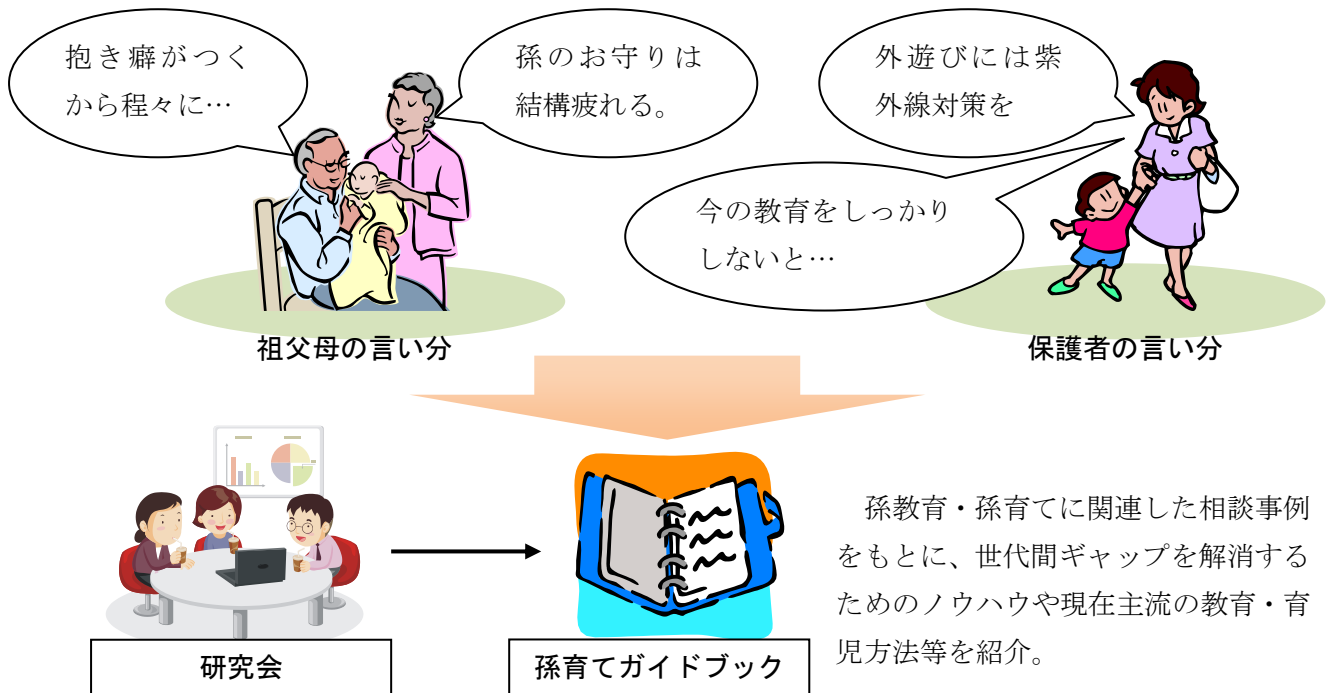 抱き癖がつく
から程々に…
孫のお守りは
結構疲れる。
外遊びには紫
外線対策を
今の教育をしっかり
しないと…
祖父母の言い分
保護者の言い分
研究会
孫育てガイドブック
孫教育・孫育てに関連した相談事例
をもとに、世代間ギャップを解消する
ためのノウハウや現在主流の教育・育
児方法等を紹介。